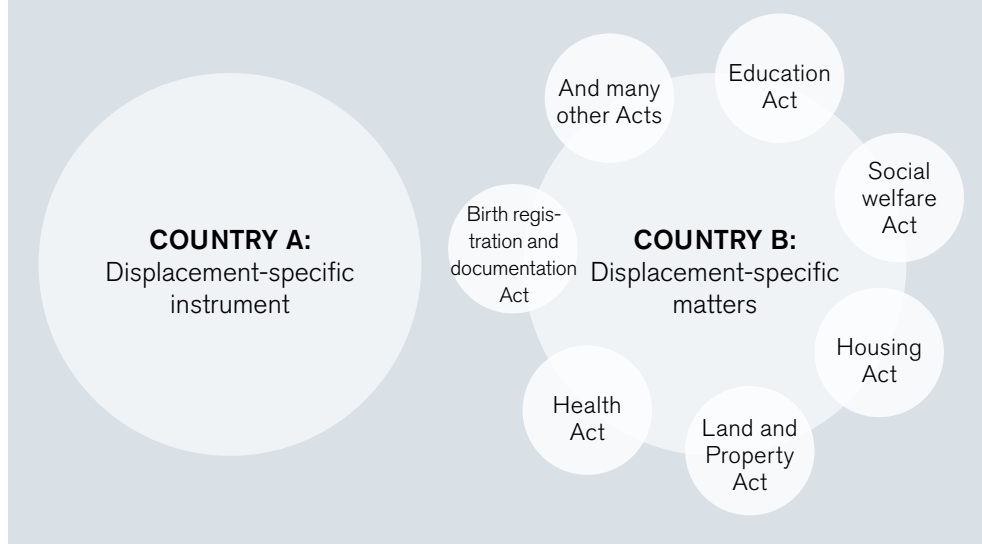 COUNTRY A:
Displacement-specific
instrument
COUNTRY B:
Displacement-specific
matters
And many
other Acts
Education
Act
Social
welfare
Act
Housing
Act
Land and
Property
Act
Health
Act
Birth regis-
tration and
documentation
Act